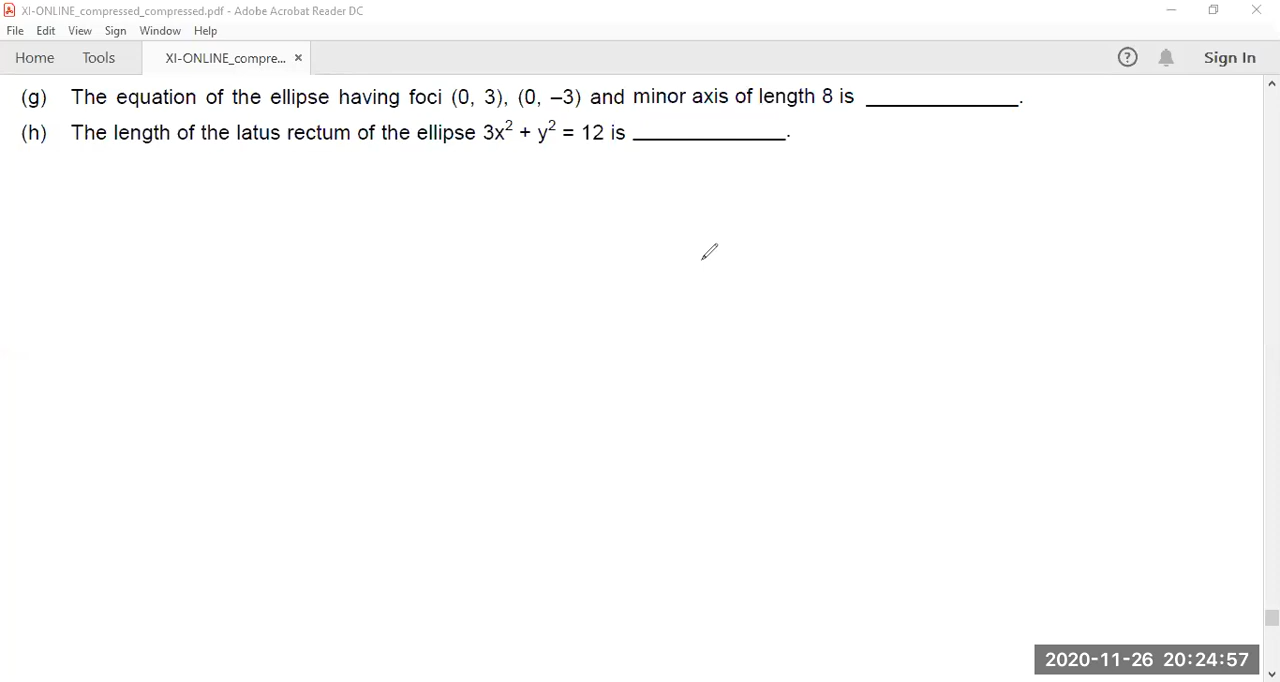 XI-ONLINE_compressed_compressed.pdf - Adobe Acrobat Reader DC
File Edit View Sign Window Help
Home Tools XI-ONLINE_compre... × ? Sign In
(g) The equation of the ellipse having foci (0, 3), (0, –3) and minor axis of length 8 is ______________.
(h) The length of the latus rectum of the ellipse 3x² + y² = 12 is ______________.
2020-11-26 20:24:57